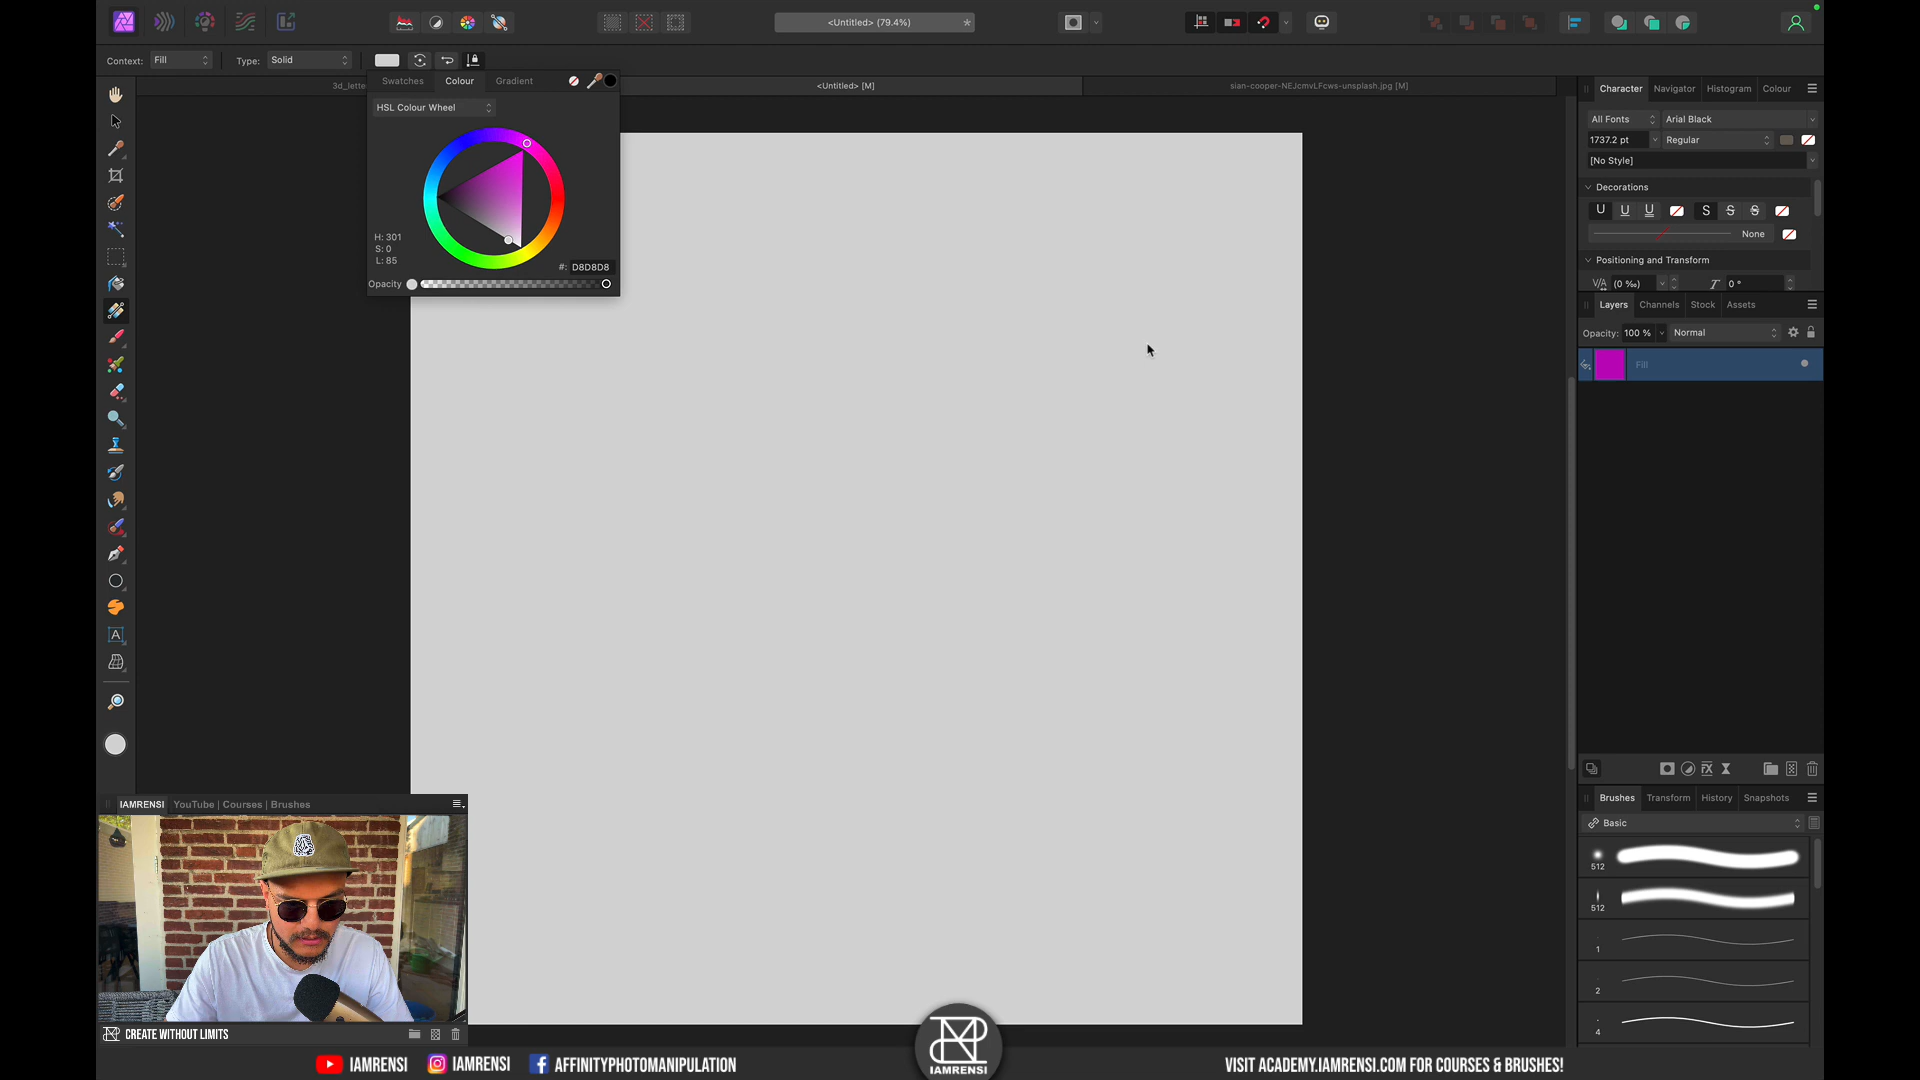 <Untitled> (79.4%)
*
Context:
Fill
Type:
Solid
3d_lette
<Untitled> [M]
sian-cooper-NEJcmvLFcws-unsplash.jpg [M]
Swatches
Colour
Gradient
HSL Colour Wheel
H: 301
S: 0
L: 85
#:
D8D8D8
Opacity
Character
Navigator
Histogram
Colour
All Fonts
Arial Black
1737.2 pt
Regular
[No Style]
Decorations
U U U S S S
None
Positioning and Transform
V/A
(0 ‰)
T
0 °
Layers
Channels
Stock
Assets
Opacity:
100 %
Normal
Fill
FX
A
Brushes
Transform
History
Snapshots
Basic
512
512
1
2
4
IAMRENSI
YouTube | Courses | Brushes
CREATE WITHOUT LIMITS
IAMRENSI
IAMRENSI
AFFINITYPHOTOMANIPULATION
IAMRENSI
VISIT ACADEMY.IAMRENSI.COM FOR COURSES & BRUSHES!